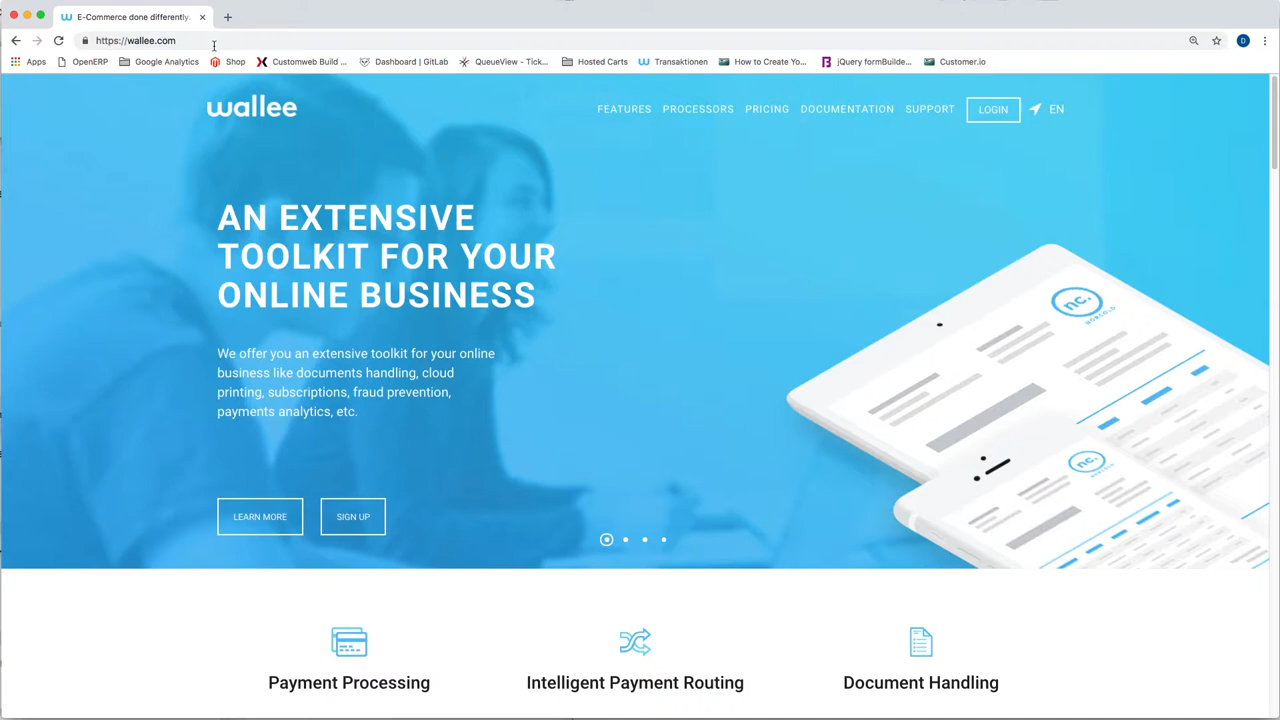 E-Commerce done differently.
https://wallee.com
D
Apps
OpenERP
Google Analytics
Shop
Customweb Build ...
Dashboard | GitLab
QueueView - Tick...
Hosted Carts
Transaktionen
How to Create Yo...
jQuery formBuilde...
Customer.io
wallee
FEATURES
PROCESSORS
PRICING
DOCUMENTATION
SUPPORT
LOGIN
EN
AN EXTENSIVE
TOOLKIT FOR YOUR
ONLINE BUSINESS
We offer you an extensive toolkit for your online
business like documents handling, cloud
printing, subscriptions, fraud prevention,
payments analytics, etc.
LEARN MORE
SIGN UP
nc.
nc.
Payment Processing
Intelligent Payment Routing
Document Handling